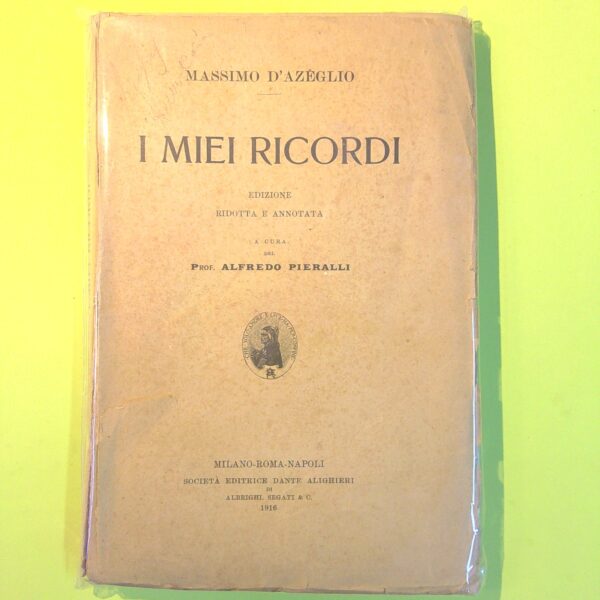 MASSIMO D'AZÈGLIO
I MIEI RICORDI
EDIZIONE
RIDOTTA E ANNOTATA
A CURA
DEL
PROF. ALFREDO PIERALLI
MILANO-ROMA-NAPOLI
SOCIETÀ EDITRICE DANTE ALIGHIERI
DI
ALBRIGHI, SEGATI & C.
1916